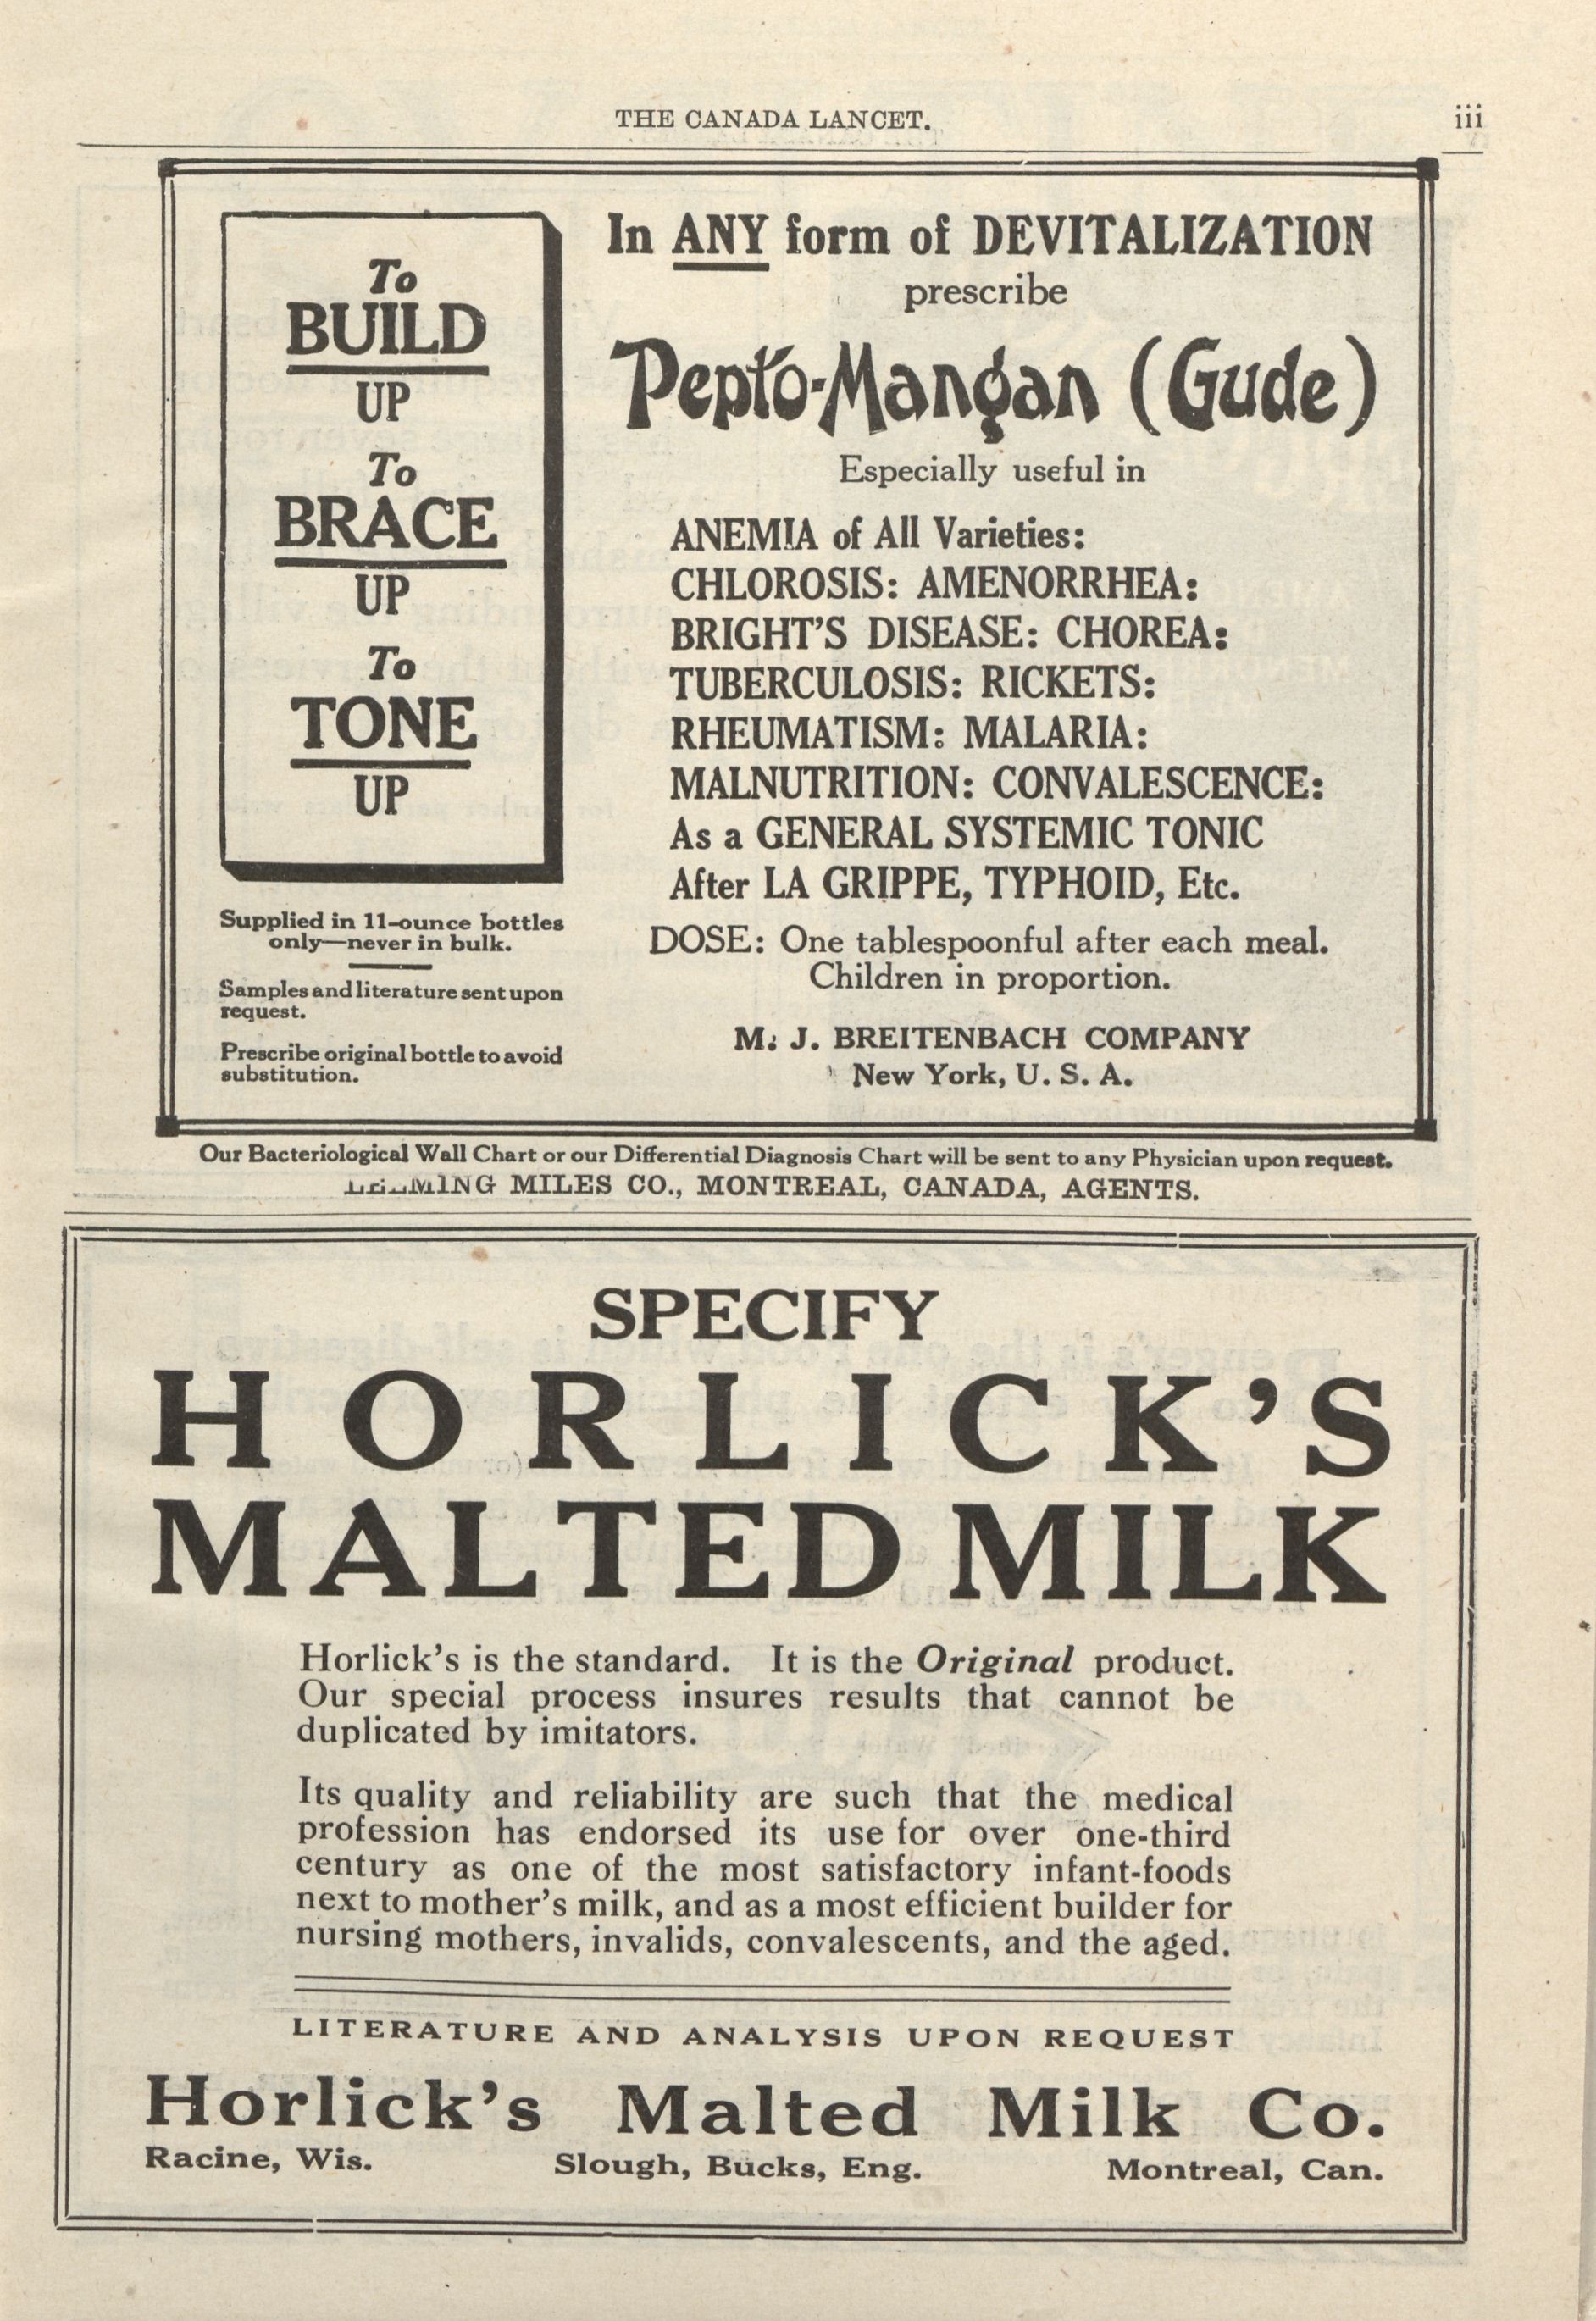 THE CANADA LANCET.
iii
To
BUILD
UP
To
BRACE
UP
To
TONE
UP
Supplied in 11-ounce bottles
only—never in bulk.
Samples and literature sent upon
request.
Prescribe original bottle to avoid
substitution.
In ANY form of DEVITALIZATION
prescribe
Pepto-Mangan (Gude)
Especially useful in
ANEMIA of All Varieties:
CHLOROSIS: AMENORRHEA:
BRIGHT'S DISEASE: CHOREA:
TUBERCULOSIS: RICKETS:
RHEUMATISM: MALARIA:
MALNUTRITION: CONVALESCENCE:
As a GENERAL SYSTEMIC TONIC
After LA GRIPPE, TYPHOID, Etc.
DOSE: One tablespoonful after each meal.
Children in proportion.
M. J. BREITENBACH COMPANY
New York, U. S. A.
Our Bacteriological Wall Chart or our Differential Diagnosis Chart will be sent to any Physician upon request.
LEEMING MILES CO., MONTREAL, CANADA, AGENTS.
SPECIFY
HORLICK'S
MALTED MILK
Horlick's is the standard. It is the Original product.
Our special process insures results that cannot be
duplicated by imitators.
Its quality and reliability are such that the medical
profession has endorsed its use for over one-third
century as one of the most satisfactory infant-foods
next to mother's milk, and as a most efficient builder for
nursing mothers, invalids, convalescents, and the aged.
LITERATURE AND ANALYSIS UPON REQUEST
Horlick's Malted Milk Co.
Racine, Wis. Slough, Bucks, Eng. Montreal, Can.